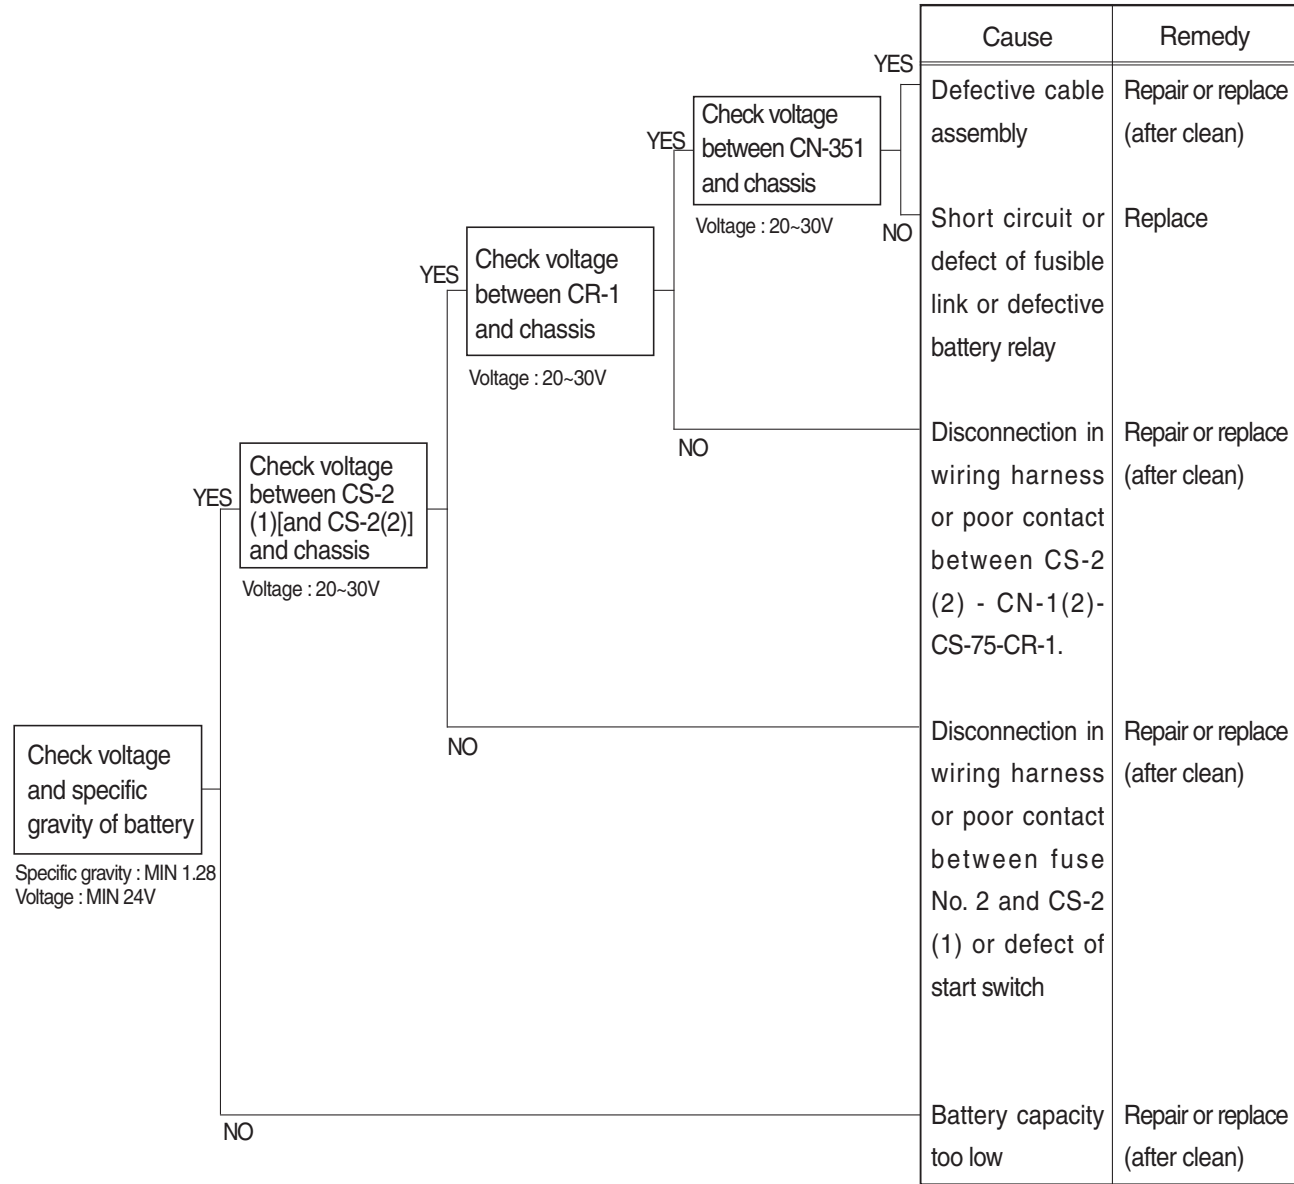 Cause
Remedy
YES
Defective cable
assembly
Repair or replace
(after clean)
Check voltage
between CN-351
and chassis
YES
Voltage : 20~30V
NO
Short circuit or
defect of fusible
link or defective
battery relay
Replace
YES
Check voltage
between CR-1
and chassis
Voltage : 20~30V
NO
Disconnection in
wiring harness
or poor contact
between CS-2
(2) - CN-1(2)-
CS-75-CR-1.
Repair or replace
(after clean)
YES
Check voltage
between CS-2
(1)[and CS-2(2)]
and chassis
Voltage : 20~30V
NO
Disconnection in
wiring harness
or poor contact
between fuse
No. 2 and CS-2
(1) or defect of
start switch
Repair or replace
(after clean)
Check voltage
and specific
gravity of battery
Specific gravity : MIN 1.28
Voltage : MIN 24V
NO
Battery capacity
too low
Repair or replace
(after clean)